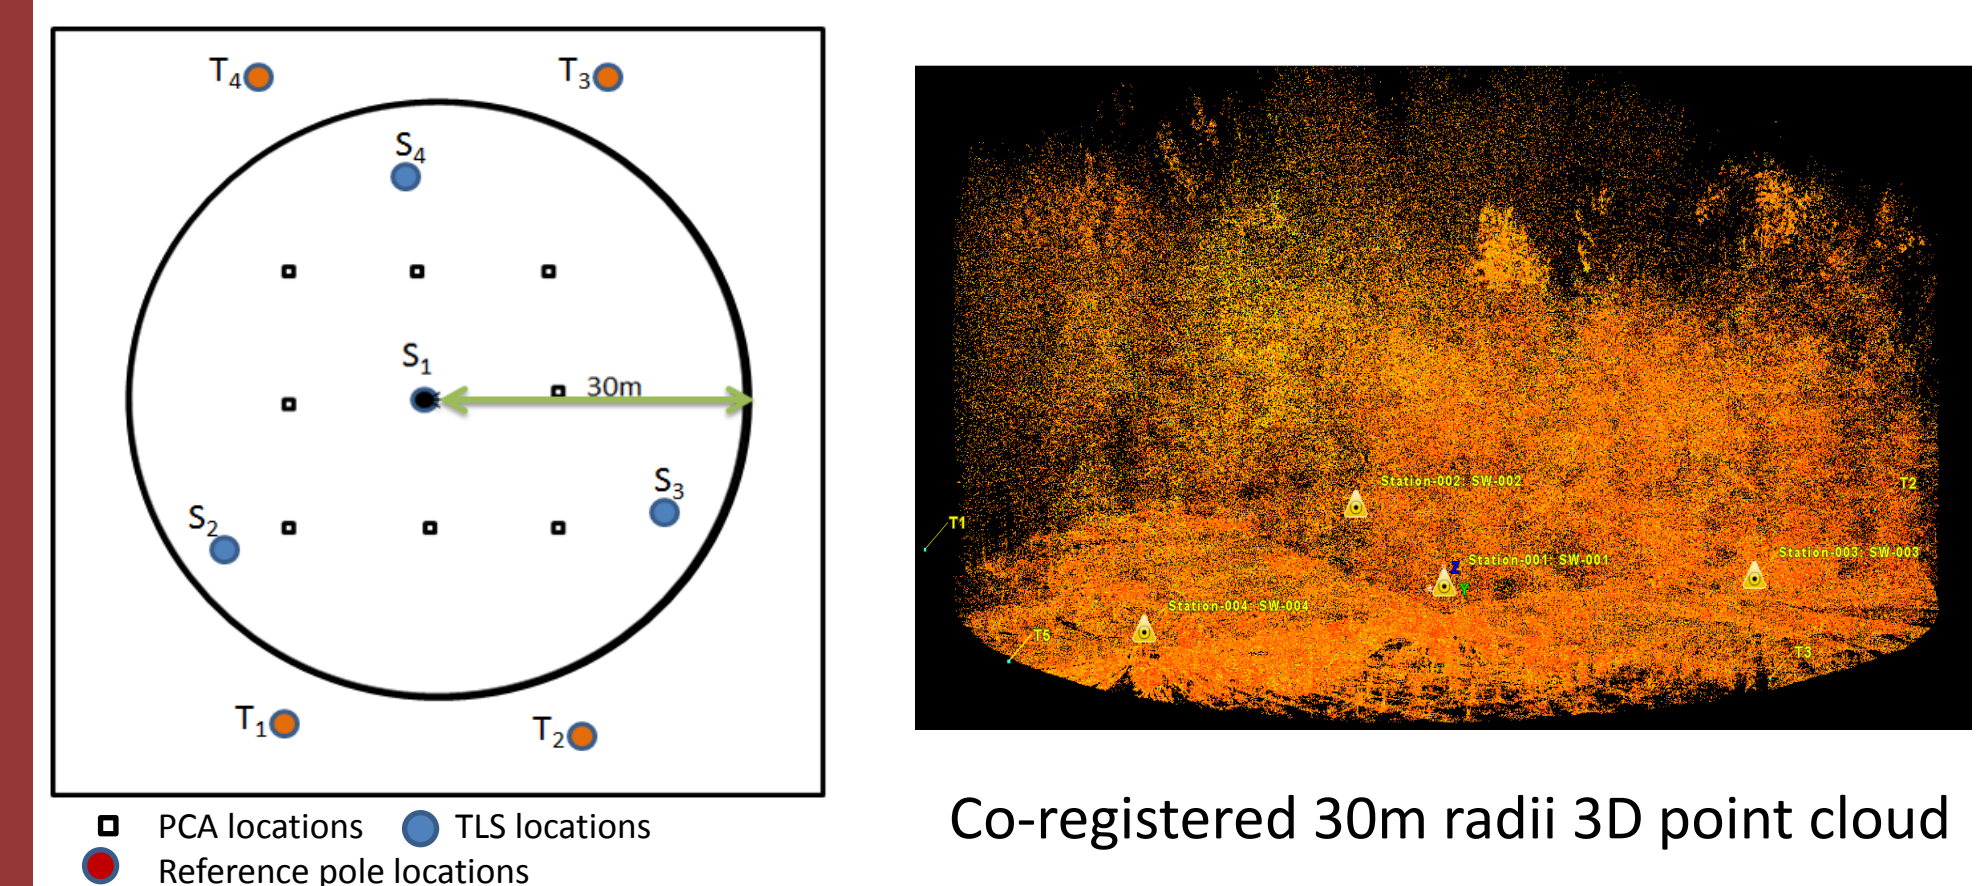 T4
T3
S4
S1
30m
S3
S2
T1
T2
PCA locations
TLS locations
Reference pole locations
Station-002: SW-002
T2
T1
Station-003: SW-003
Z
Station-001: SW-001
Y
Station-004: SW-004
T5
T3
Co-registered 30m radii 3D point cloud